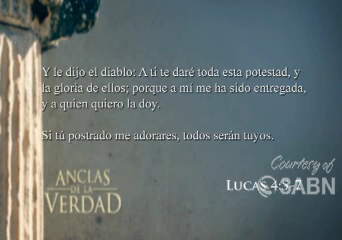 Y le dijo el diablo: A ti te daré toda esta potestad, y
la gloria de ellos; porque a mí me ha sido entregada,
y a quien quiero la doy.
Si tú postrado me adorares, todos serán tuyos.
Courtesy of
LUCAS 4:5-7
3ABN
ANCLAS
DE LA
VERDAD